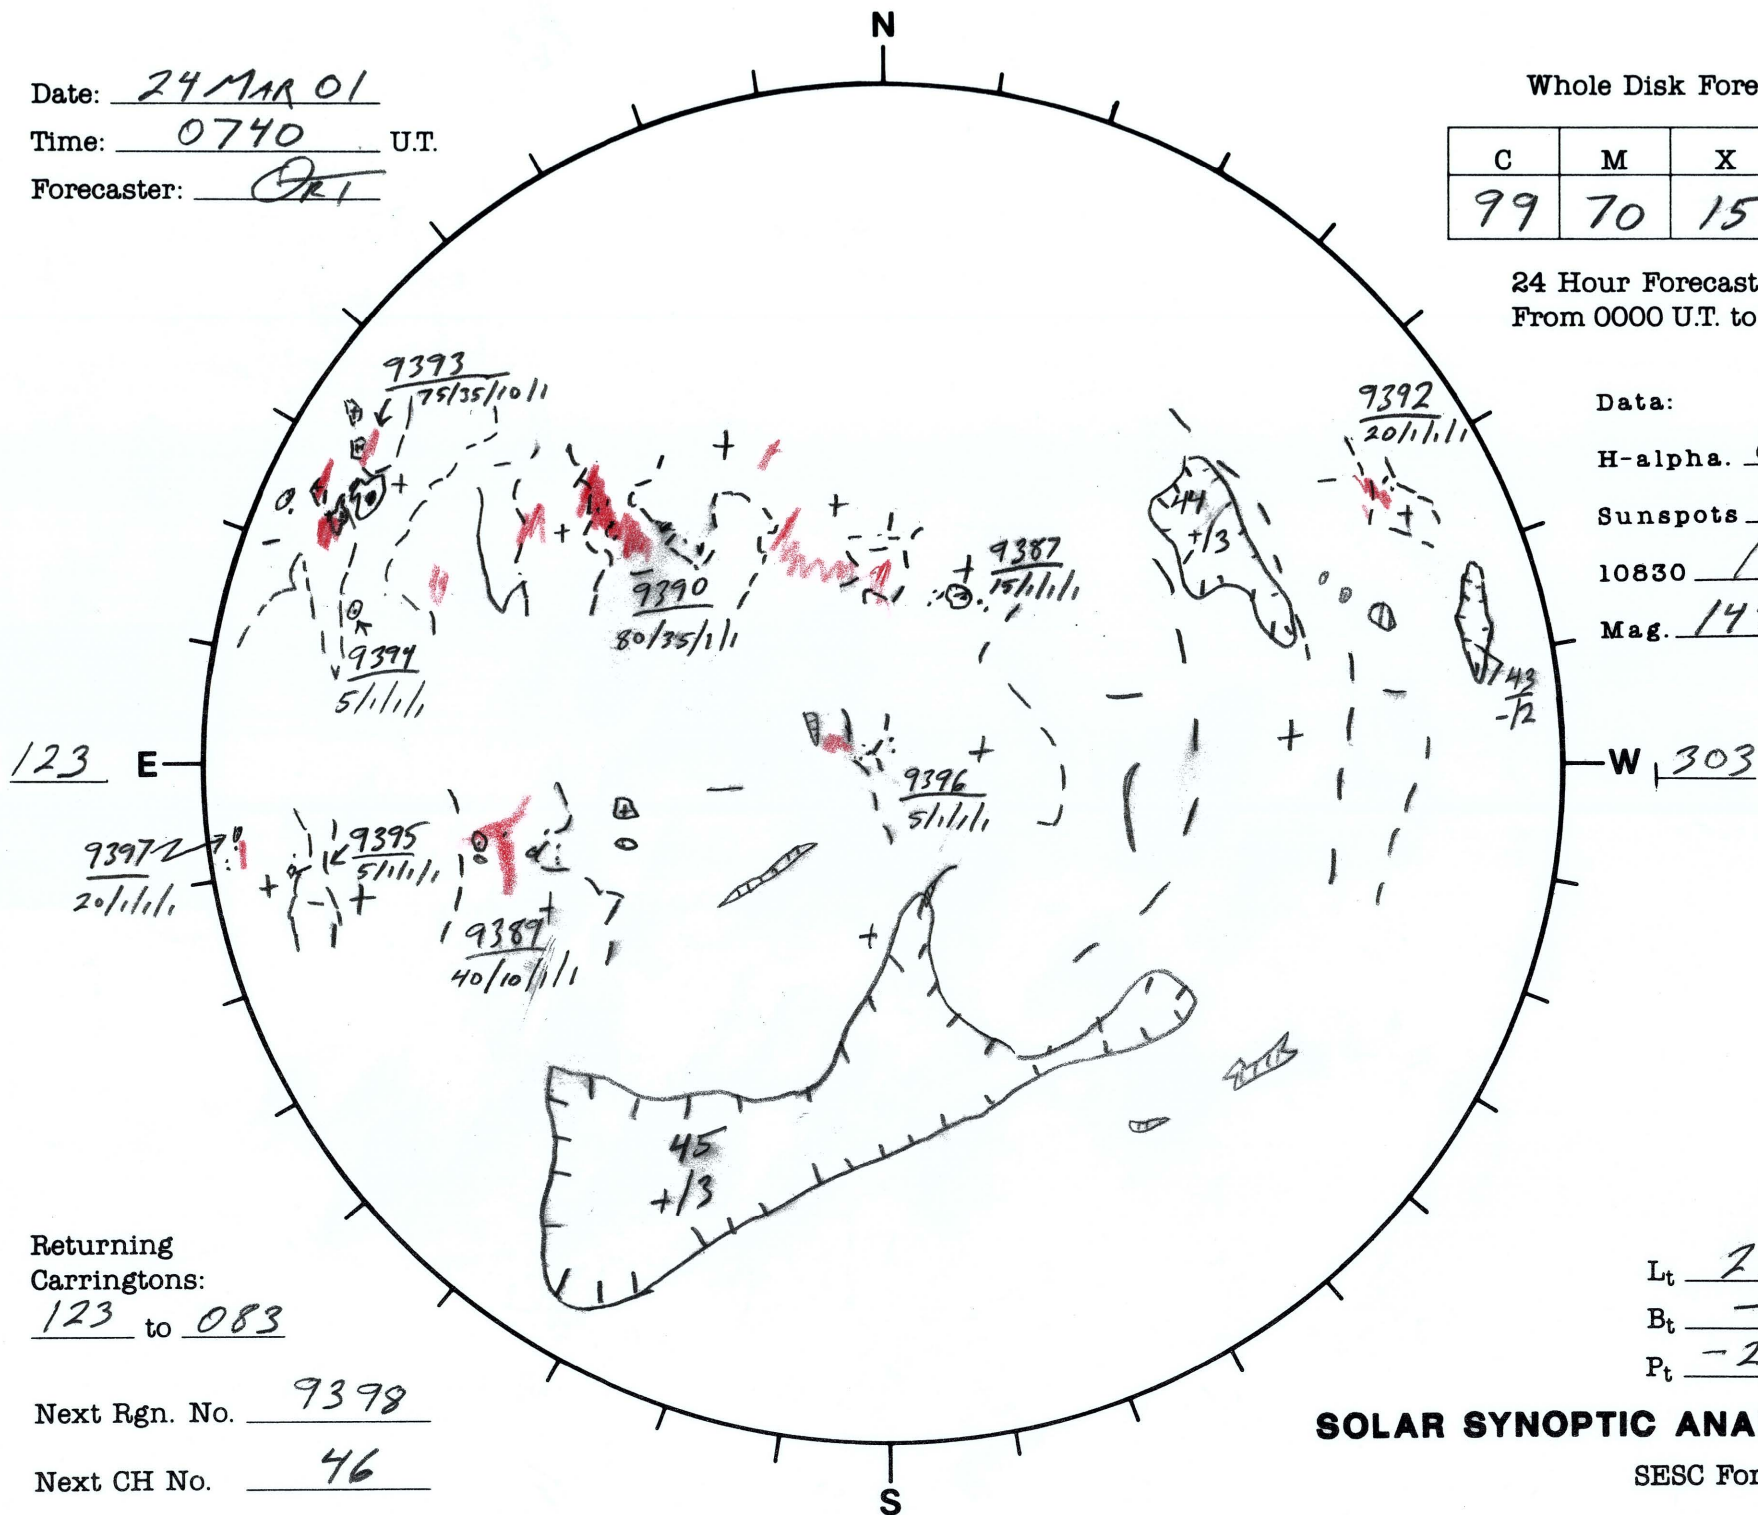 N
Date: 24 MAR 01
Time: 0740 U.T.
Forecaster:
Whole Disk Fore
C M X
99 70 15
24 Hour Forecast
From 0000 U.T. to
Data:
H-alpha.
Sunspots
10830
Mag. 14
9393
75/35/10/1
9392
20/1/1/1
44
+/3
9387
15/1/1/1
9390
80/35/1/1
9394
5/1/1/1
43
-/2
123 E
W 303
9396
5/1/1/1
9397
20/1/1/1
9395
5/1/1/1
9389
40/10/1/1
45
+/3
Returning
Carringtons:
123 to 083
Next Rgn. No. 9398
Next CH No. 46
Lt 2
Bt -
Pt -2
SOLAR SYNOPTIC ANA
SESC For
S